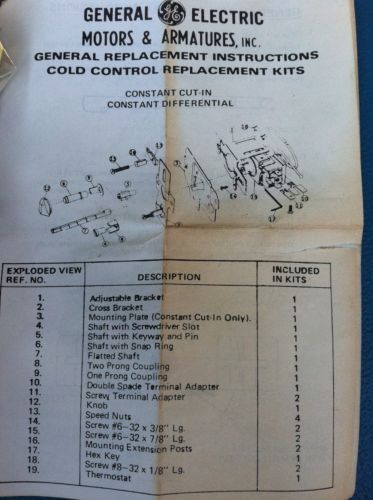 GENERAL GE ELECTRIC
MOTORS & ARMATURES, INC.
GENERAL REPLACEMENT INSTRUCTIONS
COLD CONTROL REPLACEMENT KITS
CONSTANT CUT-IN
CONSTANT DIFFERENTIAL
EXPLODED VIEW REF. NO. DESCRIPTION INCLUDED IN KITS
1. Adjustable Bracket 1
2. Cross Bracket 1
3. Mounting Plate (Constant Cut-In Only). 1
4. Shaft with Screwdriver Slot 1
5. Shaft with Keyway and Pin 1
6. Shaft with Snap Ring 1
7. Flatted Shaft 1
8. Two Prong Coupling 1
9. One Prong Coupling 1
10. Double Spade Terminal Adapter 1
11. Screw Terminal Adapter 2
12. Knob 1
13. Speed Nuts 4
14. Screw #6-32 x 3/8" Lg. 2
15. Screw #6-32 x 7/8" Lg. 2
16. Mounting Extension Posts 2
17. Hex Key 1
18. Screw #8-32 x 1/8" Lg. 2
19. Thermostat 1